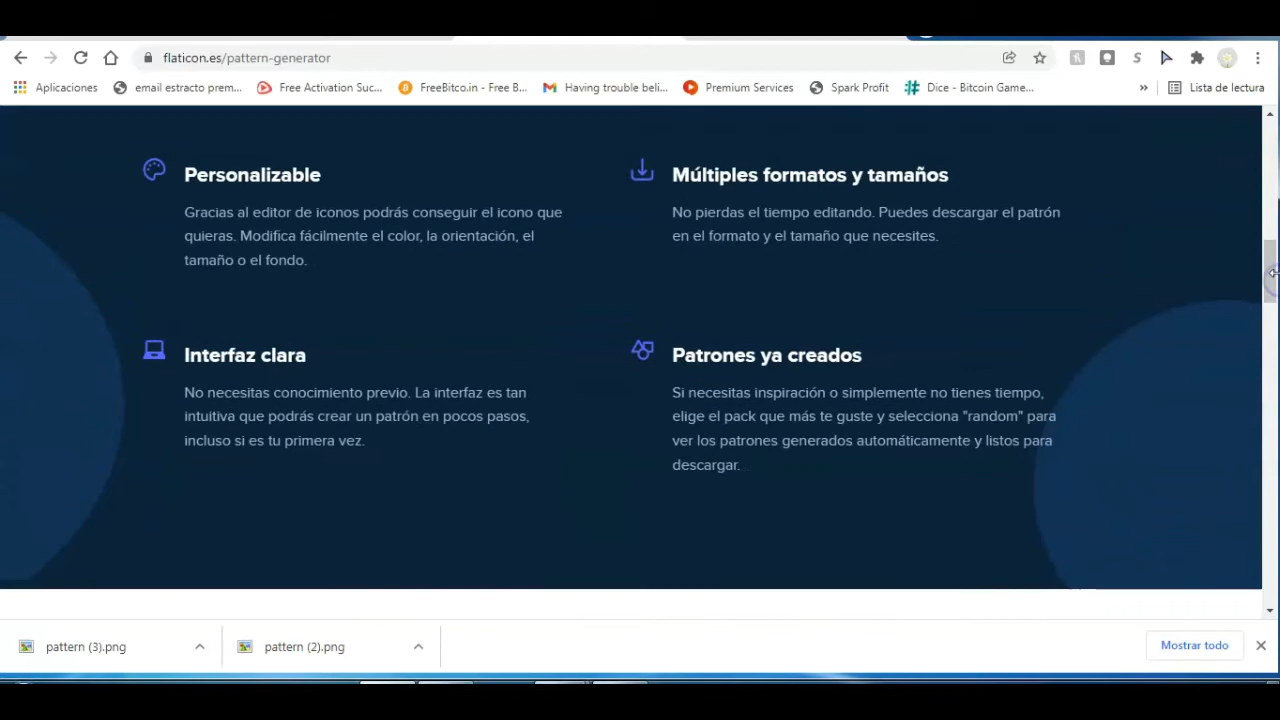 flaticon.es/pattern-generator
Aplicaciones
email estracto prem...
Free Activation Suc...
FreeBitco.in - Free B...
Having trouble beli...
Premium Services
Spark Profit
Dice - Bitcoin Game...
»
Lista de lectura
Personalizable
Gracias al editor de iconos podrás conseguir el icono que
quieras. Modifica fácilmente el color, la orientación, el
tamaño o el fondo.
Múltiples formatos y tamaños
No pierdas el tiempo editando. Puedes descargar el patrón
en el formato y el tamaño que necesites.
Interfaz clara
No necesitas conocimiento previo. La interfaz es tan
intuitiva que podrás crear un patrón en pocos pasos,
incluso si es tu primera vez.
Patrones ya creados
Si necesitas inspiración o simplemente no tienes tiempo,
elige el pack que más te guste y selecciona "random" para
ver los patrones generados automáticamente y listos para
descargar.
pattern (3).png
pattern (2).png
Mostrar todo